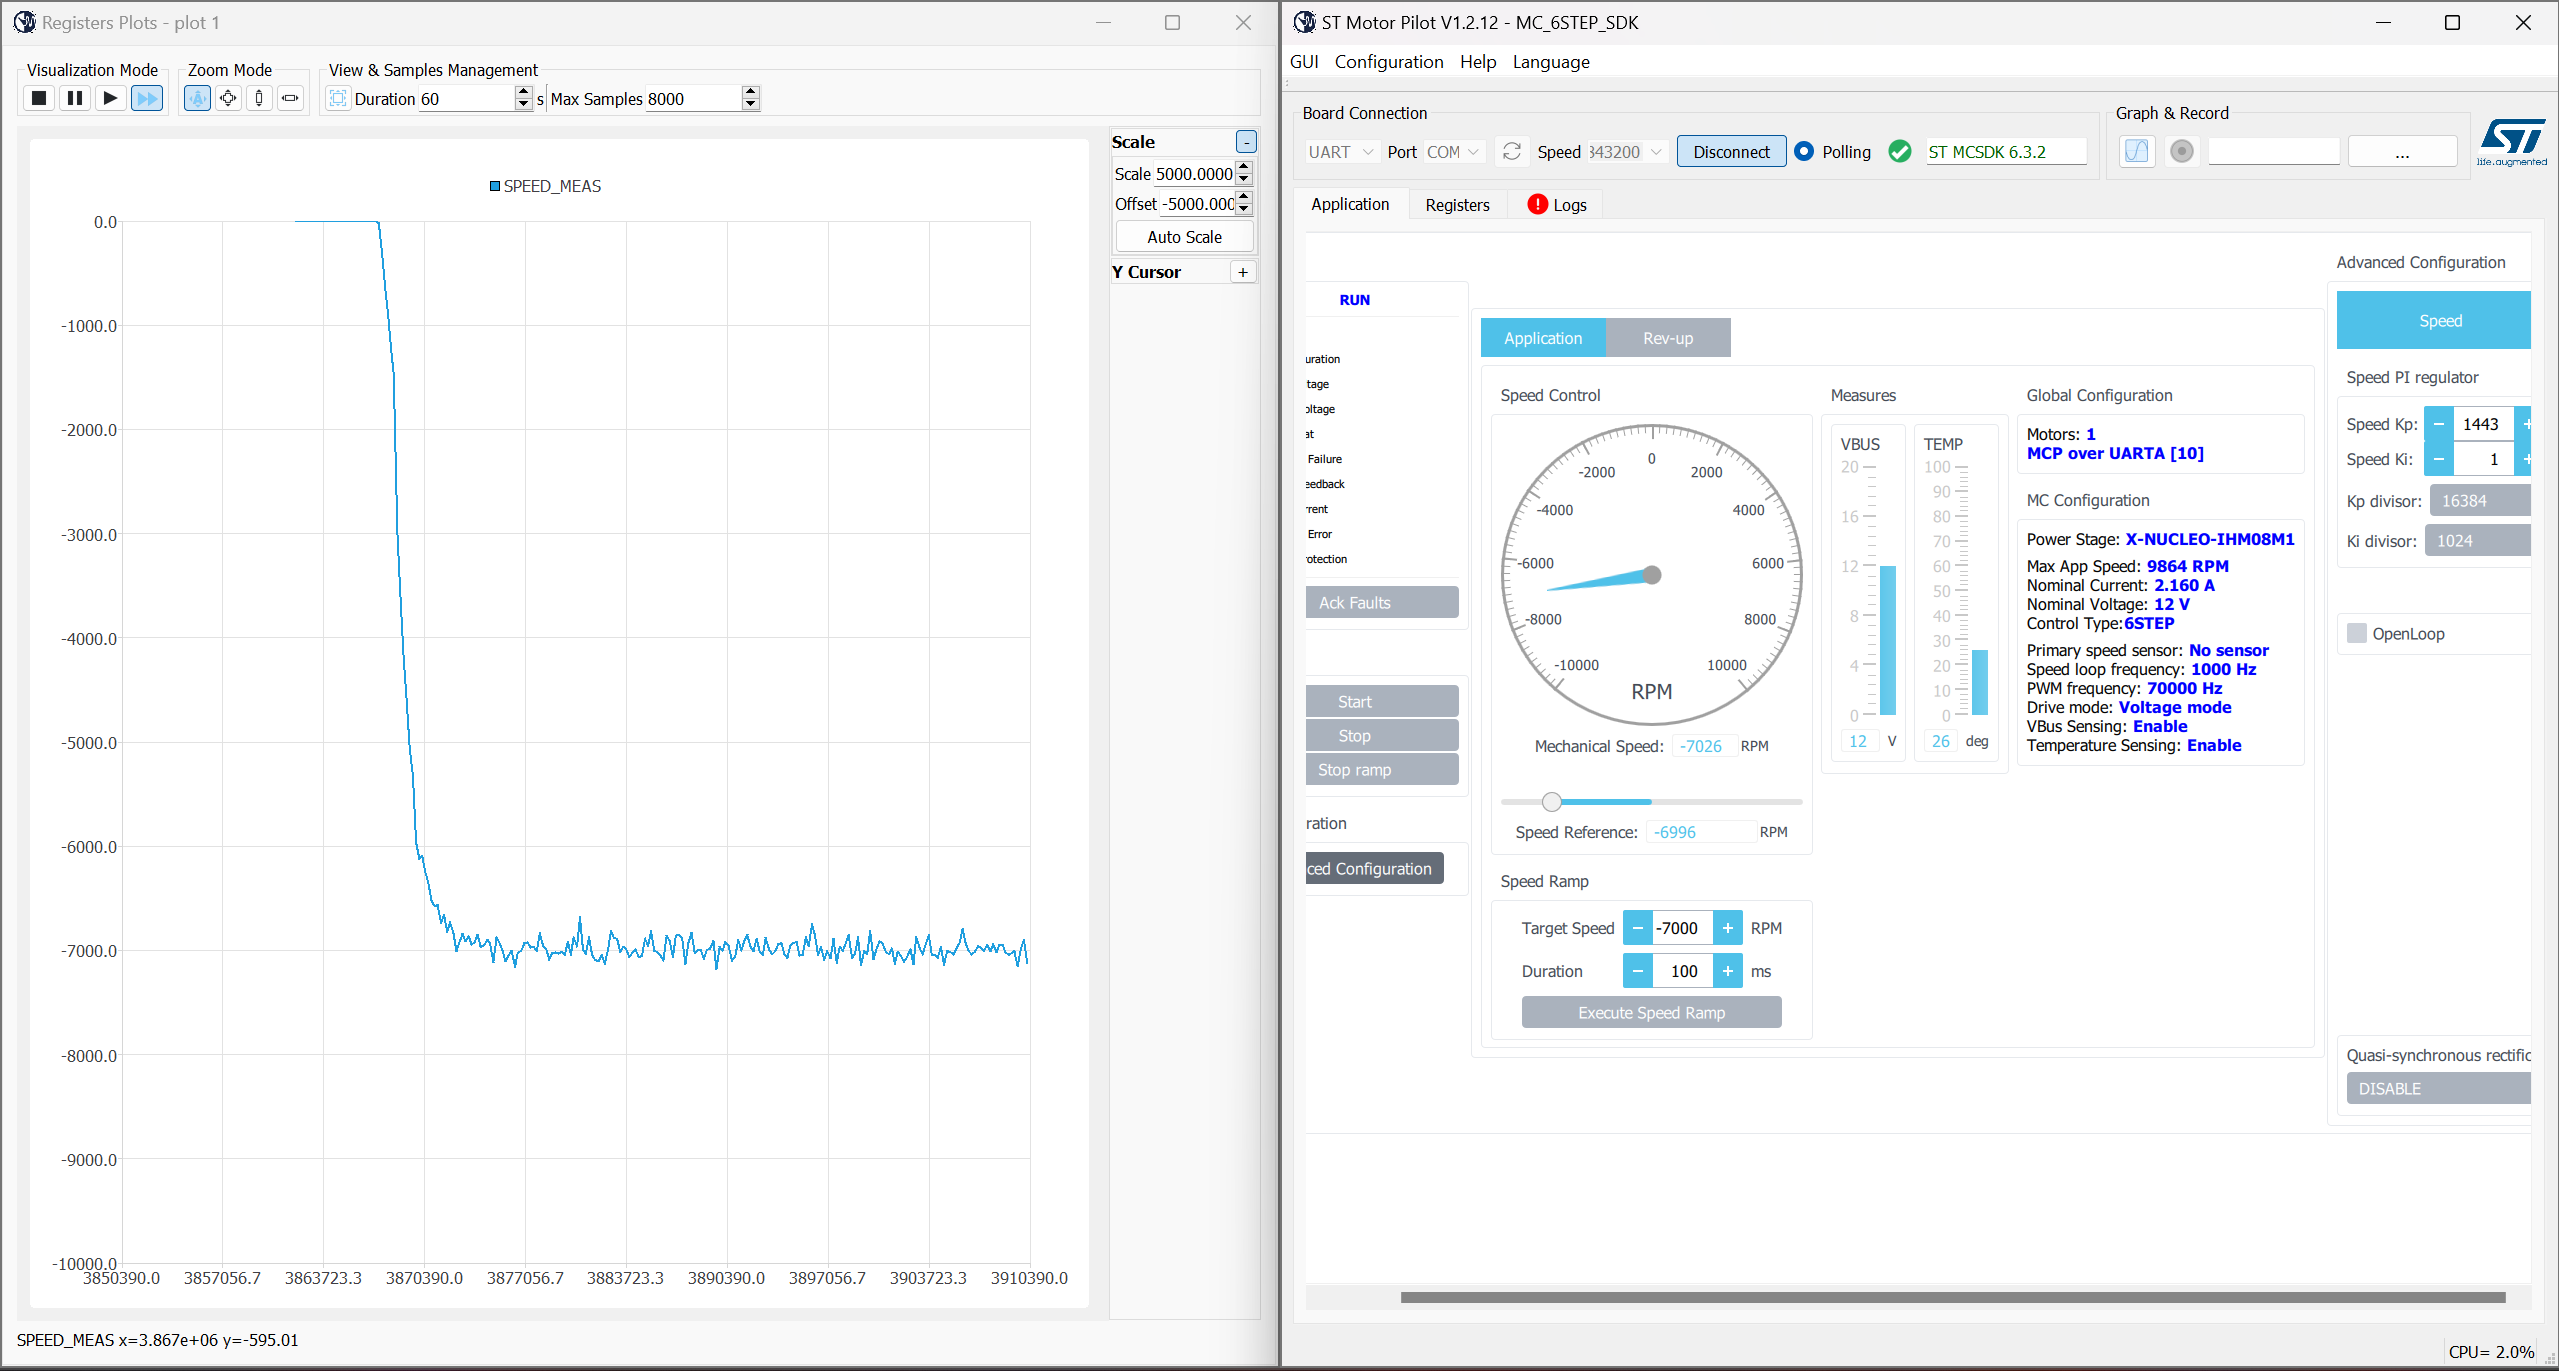 Registers Plots - plot 1
Visualization Mode
Zoom Mode
View & Samples Management
Duration 60 s
Max Samples 8000
SPEED_MEAS
0.0
-1000.0
-2000.0
-3000.0
-4000.0
-5000.0
-6000.0
-7000.0
-8000.0
-9000.0
-10000.0
3850390.0 3857056.7 3863723.3 3870390.0 3877056.7 3883723.3 3890390.0 3897056.7 3903723.3 3910390.0
Scale -
Scale 5000.0000
Offset -5000.000
Auto Scale
Y Cursor +
SPEED_MEAS x=3.867e+06 y=-595.01
ST Motor Pilot V1.2.12 - MC_6STEP_SDK
GUI Configuration Help Language
Board Connection
UART Port COM Speed 343200 Disconnect Polling ST MCSDK 6.3.2
Graph & Record
...
ST
life.augmented
Application Registers Logs
RUN
uration
tage
oltage
at
Failure
eedback
rrent
Error
rotection
Ack Faults
Start
Stop
Stop ramp
ration
ced Configuration
Application Rev-up
Speed Control
0
-2000 2000
-4000 4000
-6000 6000
-8000 8000
-10000 10000
RPM
Mechanical Speed: -7026 RPM
Speed Reference: -6996 RPM
Speed Ramp
Target Speed − -7000 + RPM
Duration − 100 + ms
Execute Speed Ramp
Measures
VBUS
20
16
12
8
4
0
12 V
TEMP
100
90
80
70
60
50
40
30
20
10
0
26 deg
Global Configuration
Motors: 1
MCP over UARTA [10]
MC Configuration
Power Stage: X-NUCLEO-IHM08M1
Max App Speed: 9864 RPM
Nominal Current: 2.160 A
Nominal Voltage: 12 V
Control Type:6STEP
Primary speed sensor: No sensor
Speed loop frequency: 1000 Hz
PWM frequency: 70000 Hz
Drive mode: Voltage mode
VBus Sensing: Enable
Temperature Sensing: Enable
Advanced Configuration
Speed
Speed PI regulator
Speed Kp: − 1443 +
Speed Ki: − 1 +
Kp divisor: 16384
Ki divisor: 1024
OpenLoop
Quasi-synchronous rectific
DISABLE
CPU= 2.0%